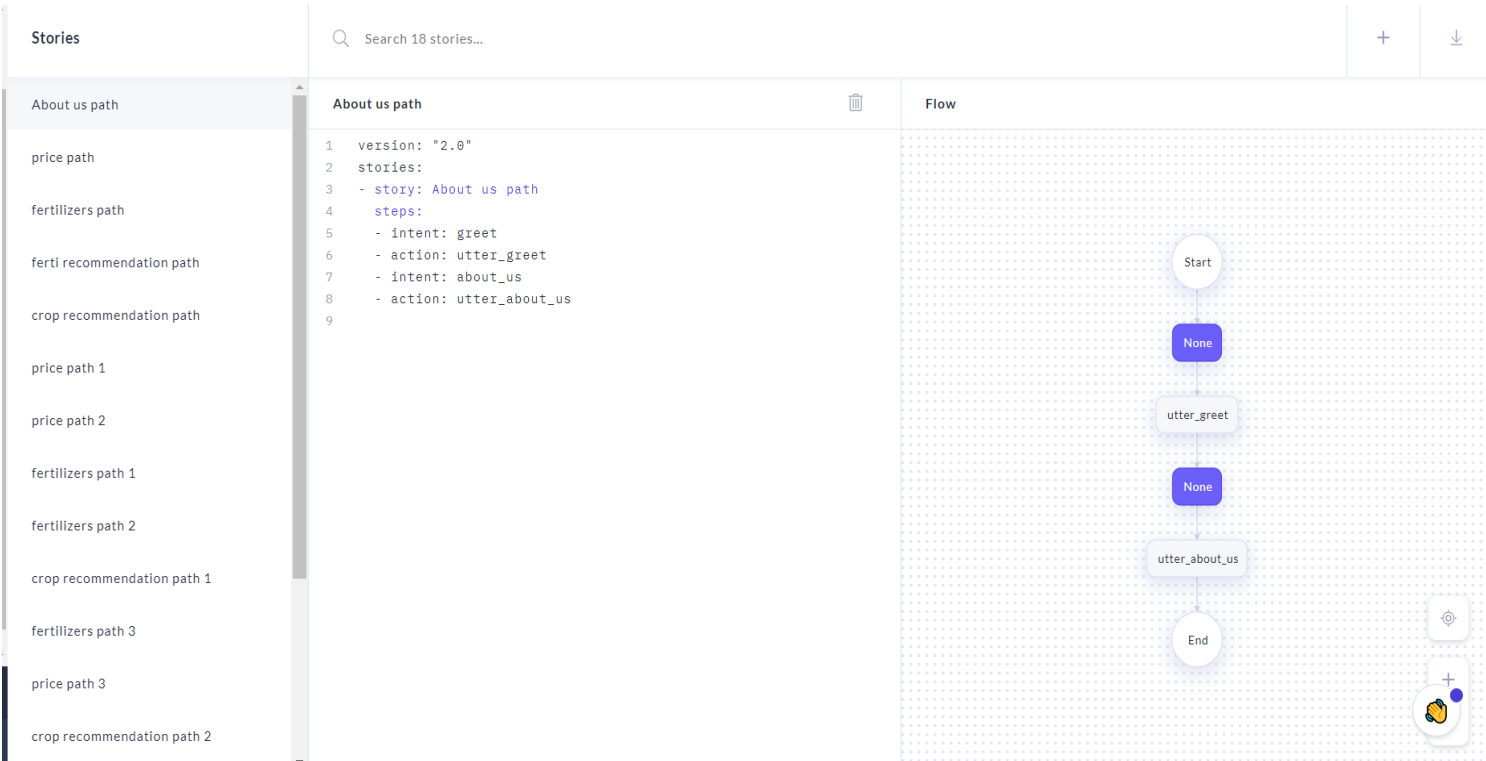 Stories
Search 18 stories...
About us path
price path
fertilizers path
ferti recommendation path
crop recommendation path
price path 1
price path 2
fertilizers path 1
fertilizers path 2
crop recommendation path 1
fertilizers path 3
price path 3
crop recommendation path 2
About us path
1 version: "2.0"
2 stories:
3 - story: About us path
4 steps:
5 - intent: greet
6 - action: utter_greet
7 - intent: about_us
8 - action: utter_about_us
9
Flow
Start
None
utter_greet
None
utter_about_us
End